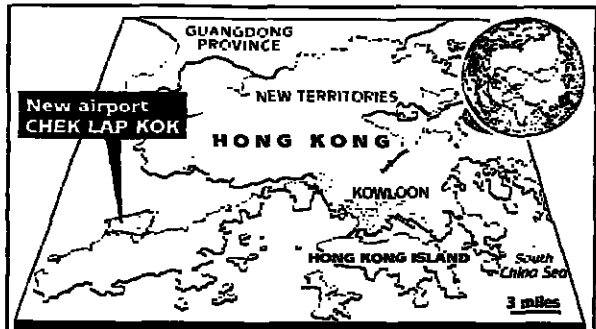 GUANGDONG
PROVINCE
NEW TERRITORIES
New airport
CHEK LAP KOK
HONG KONG
KOWLOON
HONG KONG ISLAND
South
China Sea
3 miles